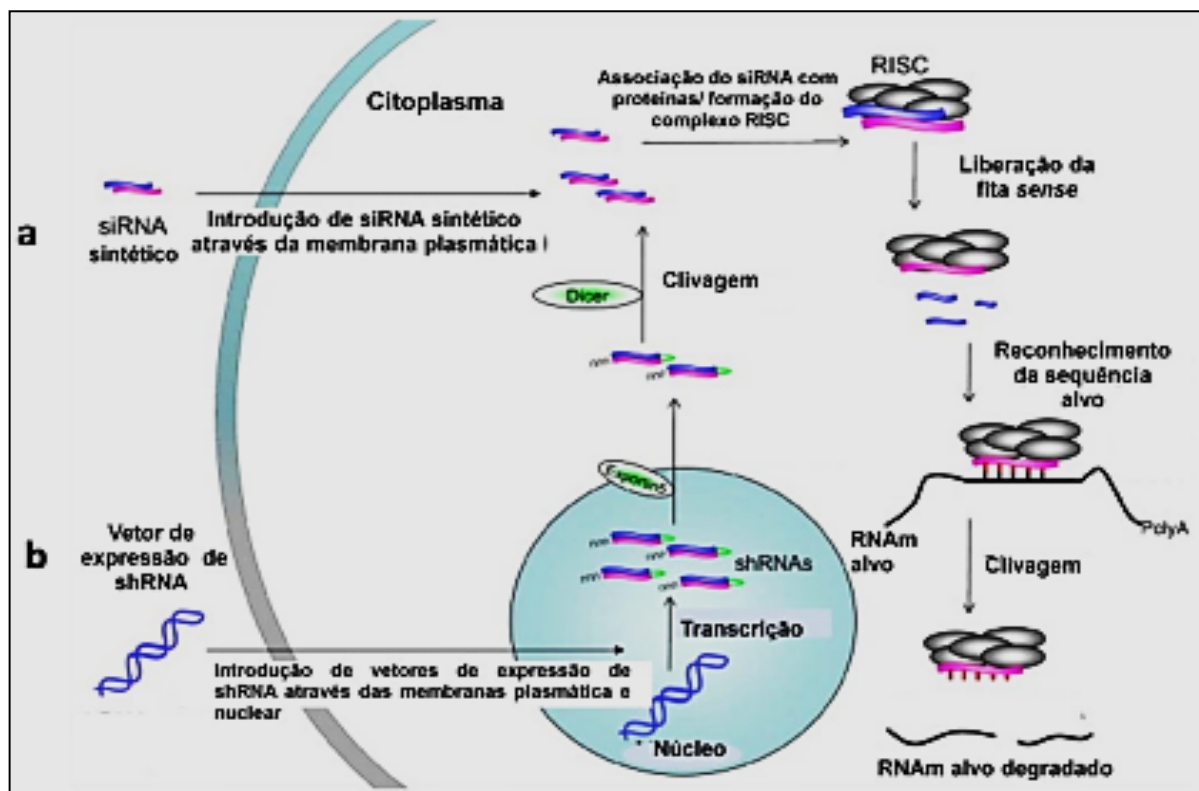 Citoplasma
Associação do siRNA com
proteínas/ formação do
complexo RISC
RISC
Liberação da
fita sense
a
siRNA
sintético
Introdução de siRNA sintético
através da membrana plasmática
Dicer
Clivagem
Reconhecimento
da sequência
alvo
Exportin5
b
Vetor de
expressão de
shRNA
shRNAs
RNAm
alvo
PolyA
Clivagem
Transcrição
Introdução de vetores de expressão de
shRNA através das membranas plasmática e
nuclear
Núcleo
RNAm alvo degradado